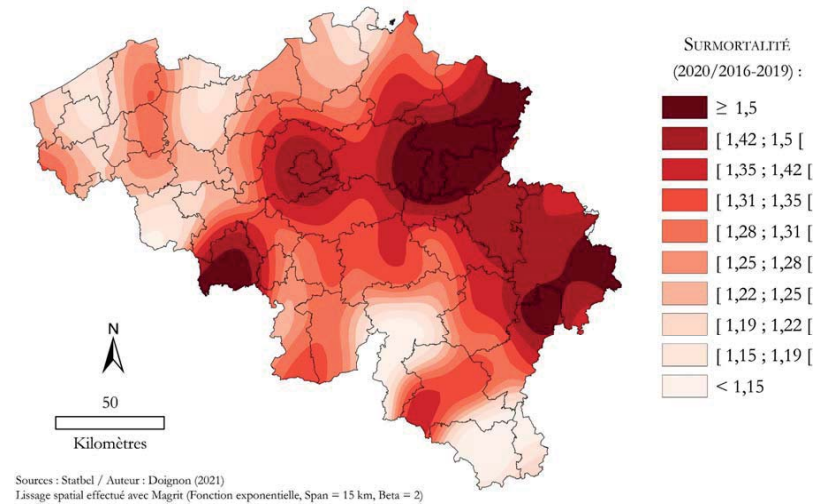 SURMORTALITÉ
(2020/2016-2019) :
≥ 1,5
[ 1,42 ; 1,5 [
[ 1,35 ; 1,42 [
[ 1,31 ; 1,35 [
[ 1,28 ; 1,31 [
[ 1,25 ; 1,28 [
[ 1,22 ; 1,25 [
[ 1,19 ; 1,22 [
[ 1,15 ; 1,19 [
< 1,15
N
50
Kilomètres
Sources : Statbel / Auteur : Doignon (2021)
Lissage spatial effectué avec Magrit (Fonction exponentielle, Span = 15 km, Beta = 2)